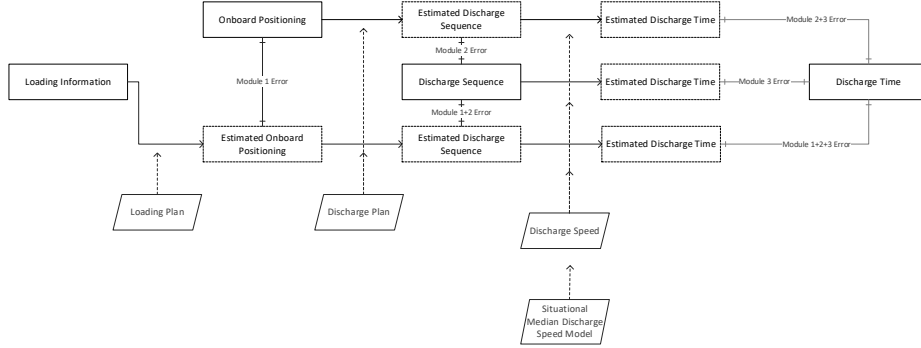 Onboard Positioning
Estimated Discharge
Sequence
Estimated Discharge Time
Module 2+3 Error
Module 1 Error
Module 2 Error
Loading Information
Discharge Sequence
Estimated Discharge Time
Module 3 Error
Discharge Time
Module 1+2 Error
Estimated Onboard
Positioning
Estimated Discharge
Sequence
Estimated Discharge Time
Module 1+2+3 Error
Loading Plan
Discharge Plan
Discharge Speed
Situational
Median Discharge
Speed Model